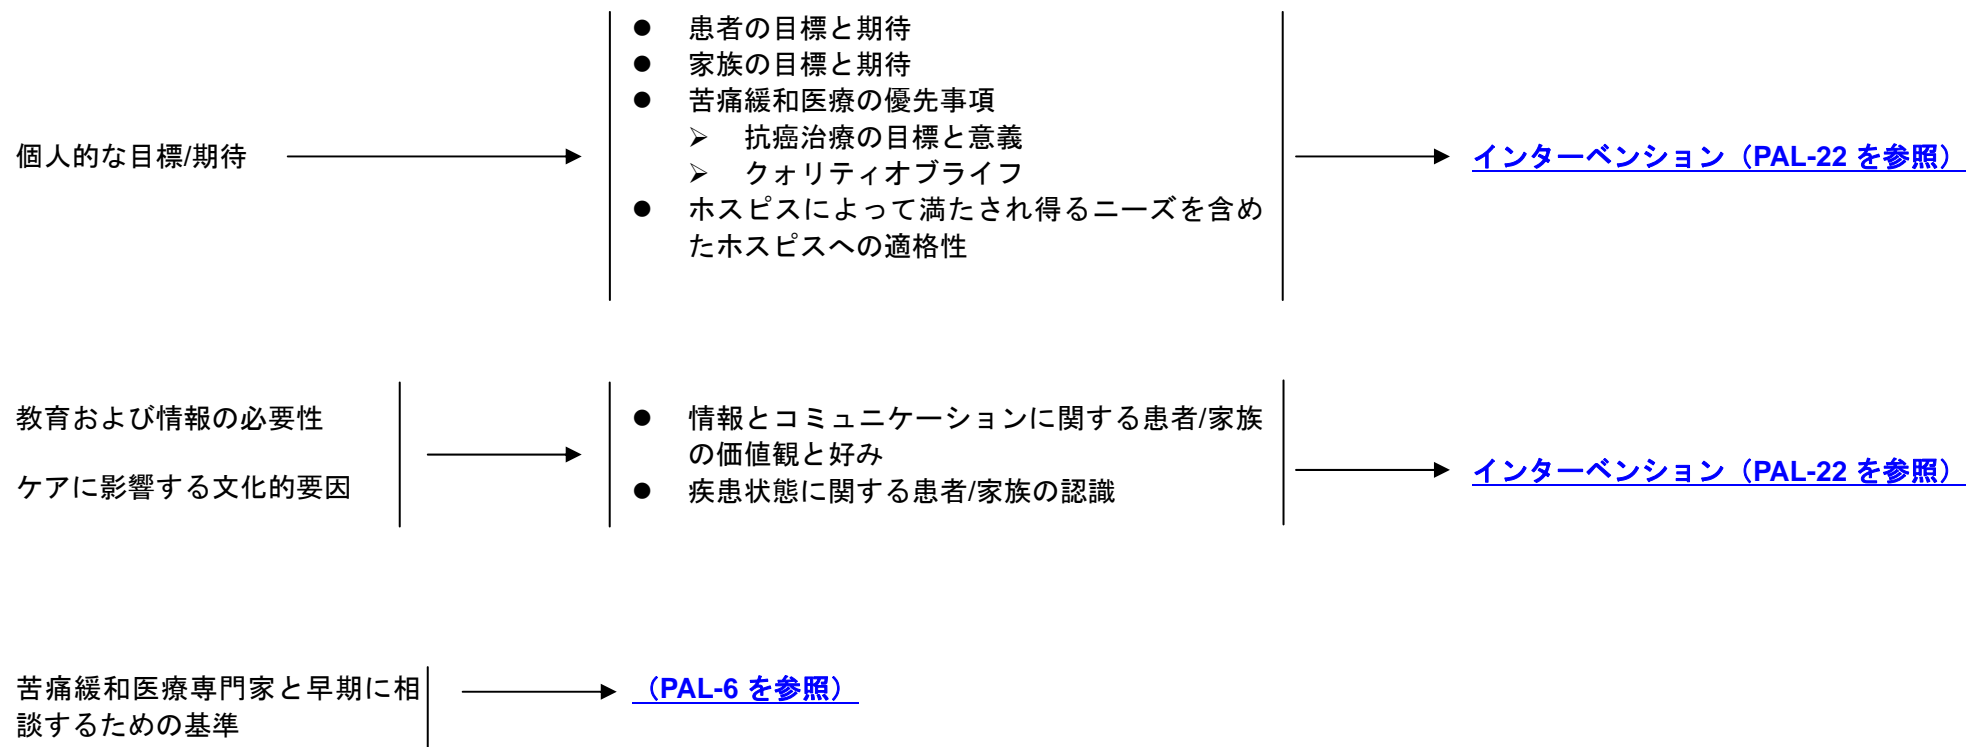 個人的な目標/期待
● 患者の目標と期待
● 家族の目標と期待
● 苦痛緩和医療の優先事項
➢ 抗癌治療の目標と意義
➢ クォリティオブライフ
● ホスピスによって満たされ得るニーズを含め
たホスピスへの適格性
インターベンション（PAL-22 を参照）
教育および情報の必要性
ケアに影響する文化的要因
● 情報とコミュニケーションに関する患者/家族
の価値観と好み
● 疾患状態に関する患者/家族の認識
インターベンション（PAL-22 を参照）
苦痛緩和医療専門家と早期に相
談するための基準
（PAL-6 を参照）